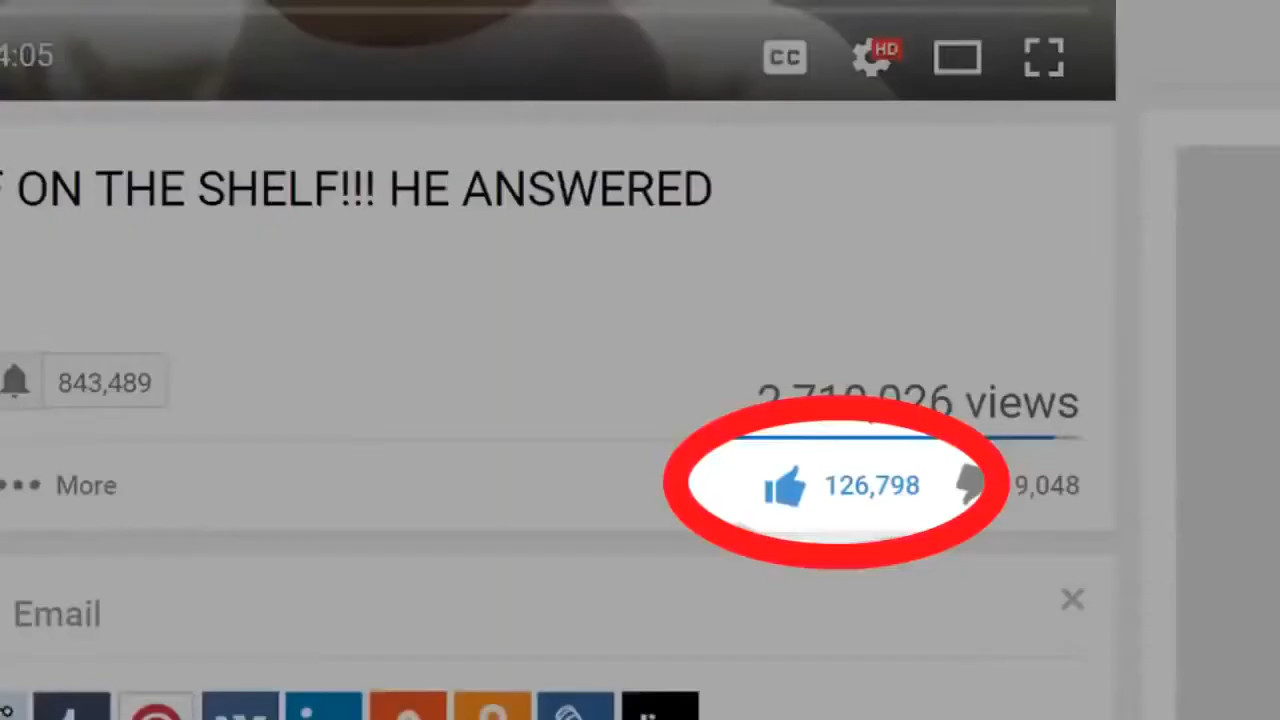 4:05
CC
HD
ON THE SHELF!!! HE ANSWERED
843,489
views
More
126,798
9,048
Email